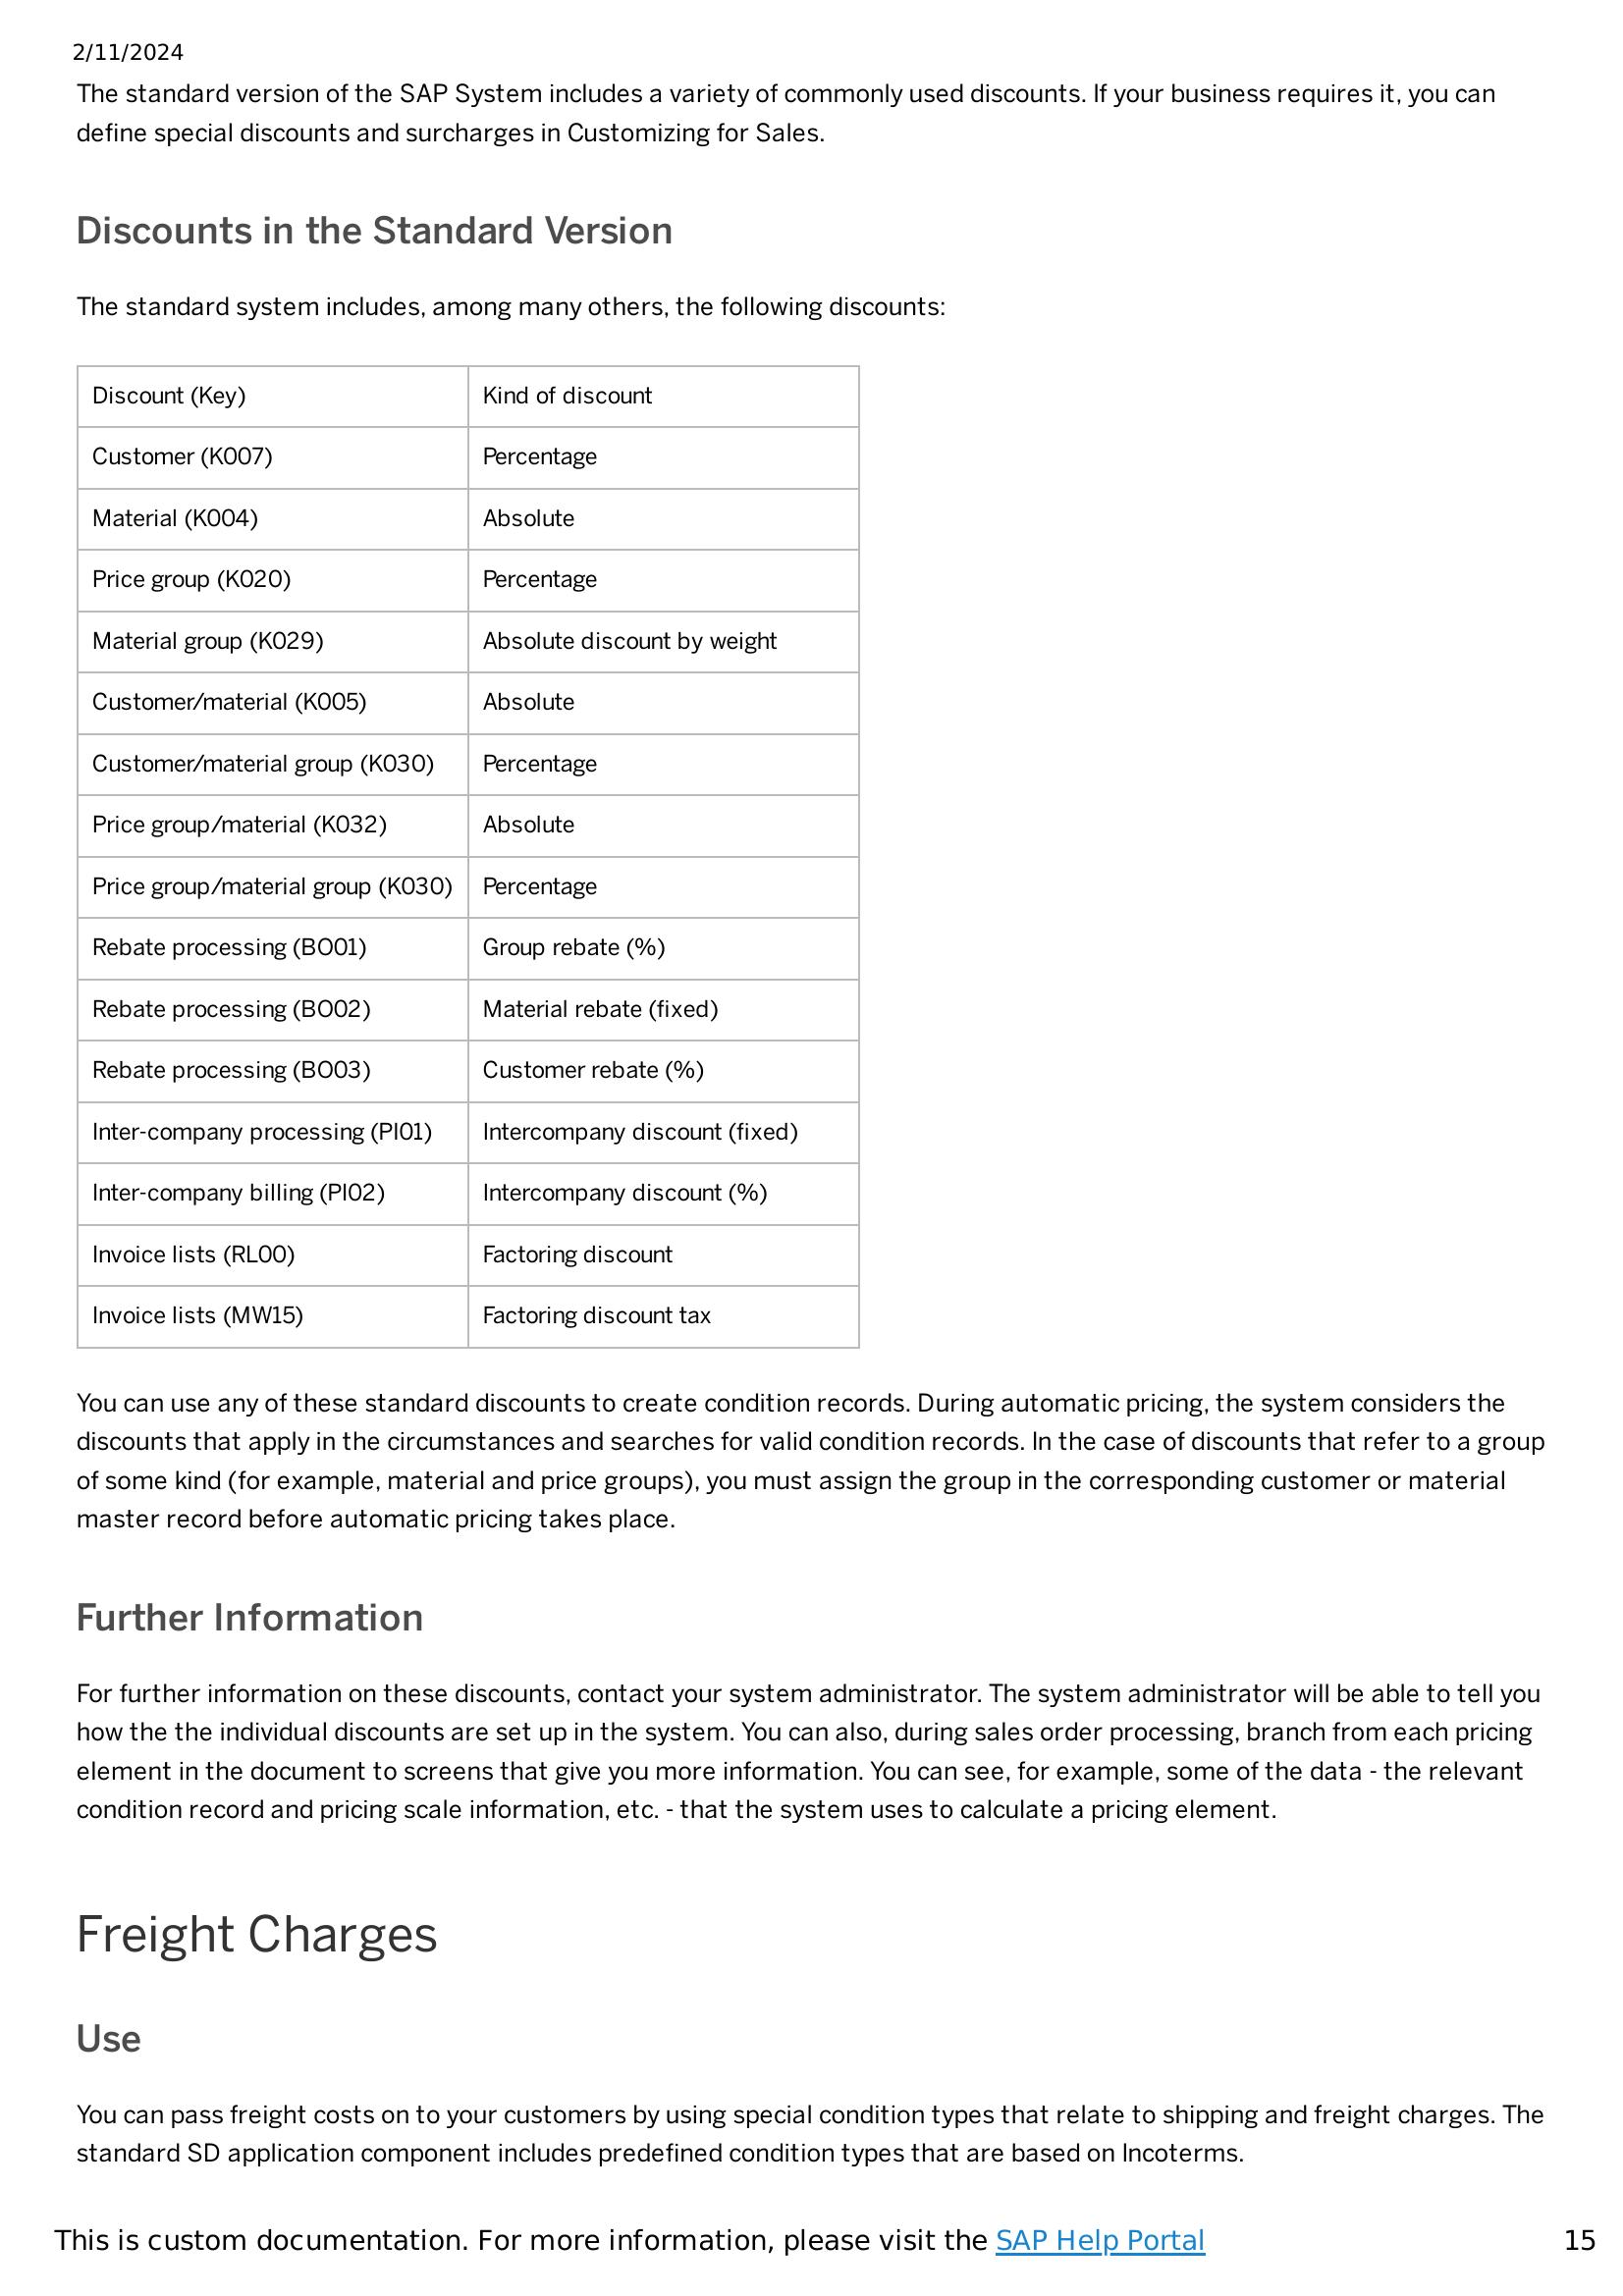 2/11/2024
The standard version of the SAP System includes a variety of commonly used discounts. If your business requires it, you can
define special discounts and surcharges in Customizing for Sales.
Discounts in the Standard Version
The standard system includes, among many others, the following discounts:
Discount (Key) Kind of discount
Customer (K007) Percentage
Material (K004) Absolute
Price group (K020) Percentage
Material group (K029) Absolute discount by weight
Customer/material (K005) Absolute
Customer/material group (K030) Percentage
Price group/material (K032) Absolute
Price group/material group (K030) Percentage
Rebate processing (BO01) Group rebate (%)
Rebate processing (BO02) Material rebate (fixed)
Rebate processing (BO03) Customer rebate (%)
Inter-company processing (PI01) Intercompany discount (fixed)
Inter-company billing (PI02) Intercompany discount (%)
Invoice lists (RL00) Factoring discount
Invoice lists (MW15) Factoring discount tax
You can use any of these standard discounts to create condition records. During automatic pricing, the system considers the
discounts that apply in the circumstances and searches for valid condition records. In the case of discounts that refer to a group
of some kind (for example, material and price groups), you must assign the group in the corresponding customer or material
master record before automatic pricing takes place.
Further Information
For further information on these discounts, contact your system administrator. The system administrator will be able to tell you
how the the individual discounts are set up in the system. You can also, during sales order processing, branch from each pricing
element in the document to screens that give you more information. You can see, for example, some of the data - the relevant
condition record and pricing scale information, etc. - that the system uses to calculate a pricing element.
Freight Charges
Use
You can pass freight costs on to your customers by using special condition types that relate to shipping and freight charges. The
standard SD application component includes predefined condition types that are based on Incoterms.
This is custom documentation. For more information, please visit the SAP Help Portal 15